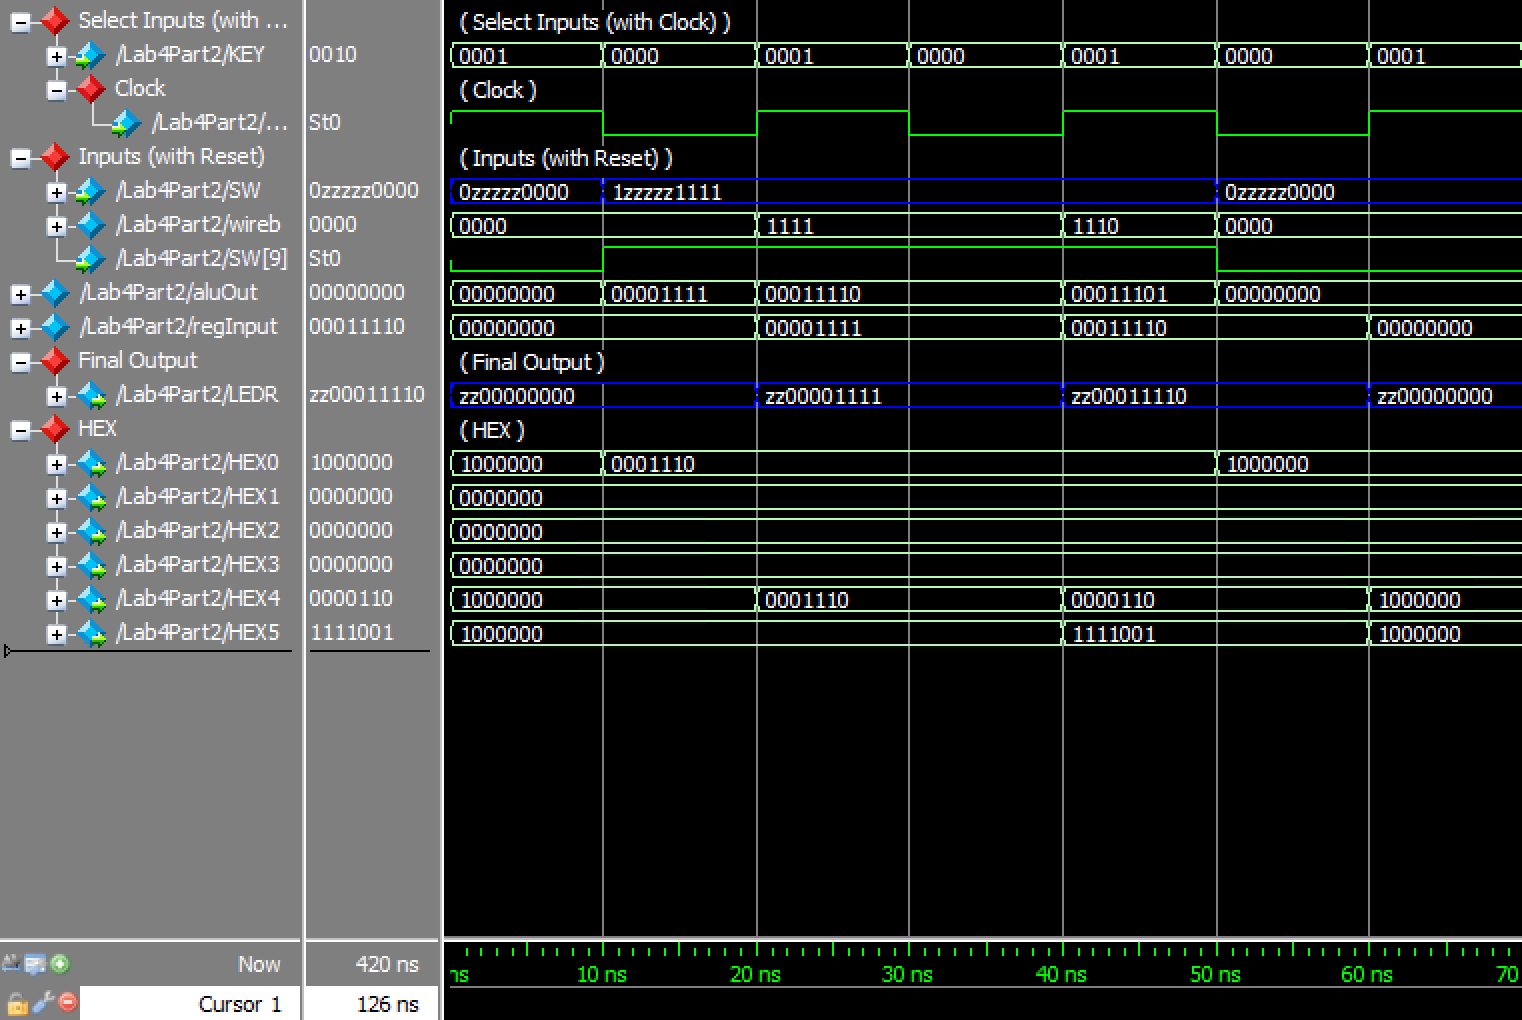 Select Inputs (with ... ( Select Inputs (with Clock) )
/Lab4Part2/KEY 0010 0001 0000 0001 0000 0001 0000 0001
Clock ( Clock )
/Lab4Part2/... St0
Inputs (with Reset) ( Inputs (with Reset) )
/Lab4Part2/SW 0zzzzz0000 0zzzzz0000 1zzzzz1111 0zzzzz0000
/Lab4Part2/wireb 0000 0000 1111 1110 0000
/Lab4Part2/SW[9] St0
/Lab4Part2/aluOut 00000000 00000000 00001111 00011110 00011101 00000000
/Lab4Part2/regInput 00011110 00000000 00001111 00011110 00000000
Final Output ( Final Output )
/Lab4Part2/LEDR zz00011110 zz00000000 zz00001111 zz00011110 zz00000000
HEX ( HEX )
/Lab4Part2/HEX0 1000000 1000000 0001110 1000000
/Lab4Part2/HEX1 0000000 0000000
/Lab4Part2/HEX2 0000000 0000000
/Lab4Part2/HEX3 0000000 0000000
/Lab4Part2/HEX4 0000110 1000000 0001110 0000110 1000000
/Lab4Part2/HEX5 1111001 1000000 1111001 1000000
Now 420 ns ns 10 ns 20 ns 30 ns 40 ns 50 ns 60 ns 70
Cursor 1 126 ns